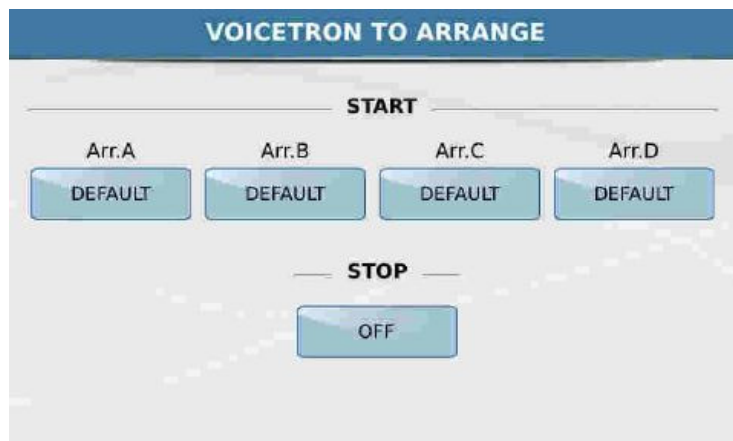 VOICETRON TO ARRANGE
START
Arr.A Arr.B Arr.C Arr.D
DEFAULT DEFAULT DEFAULT DEFAULT
STOP
OFF